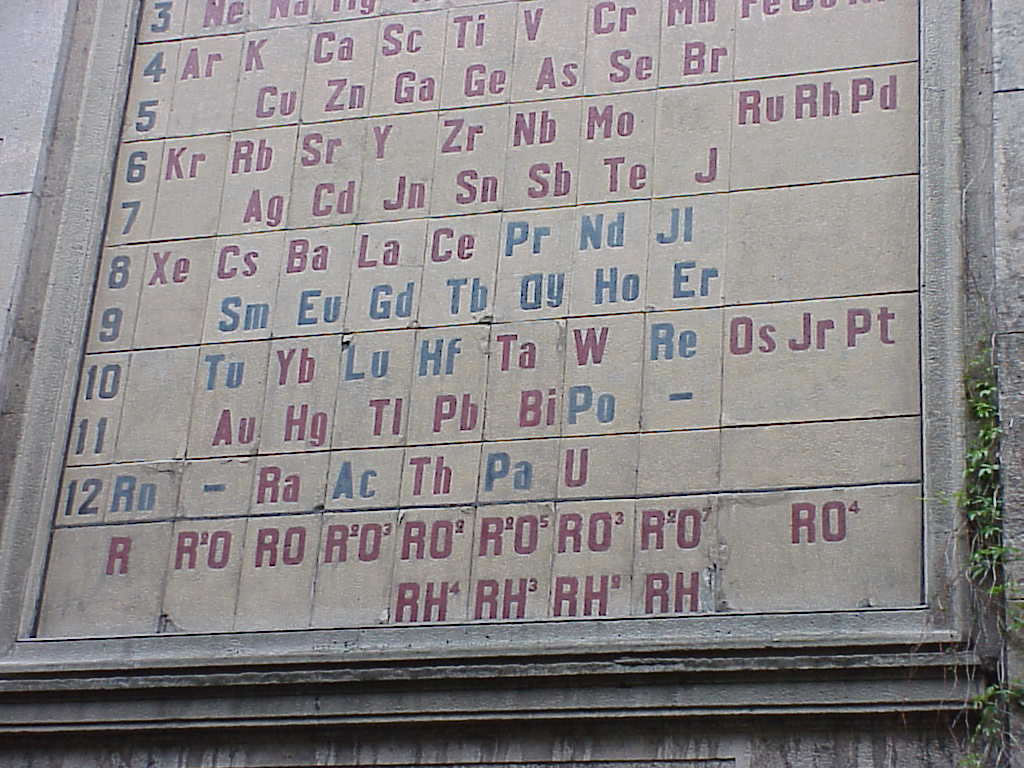 3 Ne Na Mg Mn Fe Co Ni
4 Ar K Ca Sc Ti V Cr
5 Cu Zn Ga Ge As Se Br
6 Kr Rb Sr Y Zr Nb Mo Ru Rh Pd
7 Ag Cd Jn Sn Sb Te J
8 Xe Cs Ba La Ce Pr Nd Jl
9 Sm Eu Gd Tb Dy Ho Er
10 Tu Yb Lu Hf Ta W Re Os Jr Pt
11 Au Hg Tl Pb Bi Po –
12 Rn – Ra Ac Th Pa U
R R²O RO R²O³ RO² R²O⁵ RO³ R²O⁷ RO⁴
RH⁴ RH³ RH² RH